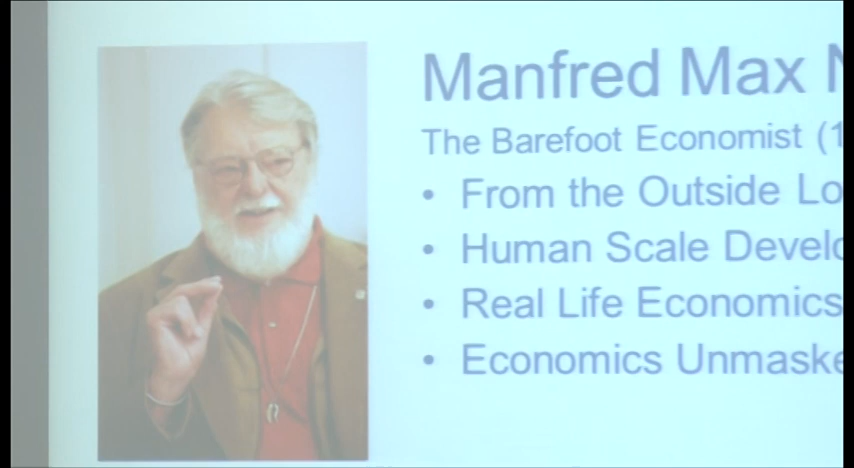 Manfred Max N
The Barefoot Economist (1
• From the Outside Lo
• Human Scale Develo
• Real Life Economics
• Economics Unmaske